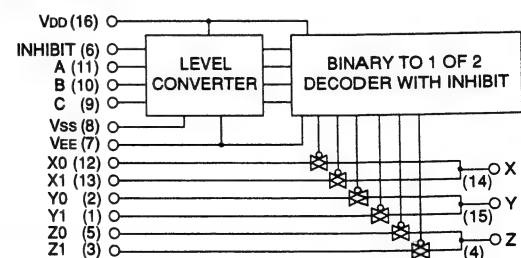 VDD (16)
INHIBIT (6)
A (11)
B (10)
C (9)
VSS (8)
VEE (7)
X0 (12)
X1 (13)
Y0 (2)
Y1 (1)
Z0 (5)
Z1 (3)
LEVEL
CONVERTER
BINARY TO 1 OF 2
DECODER WITH INHIBIT
X
(14)
Y
(15)
Z
(4)